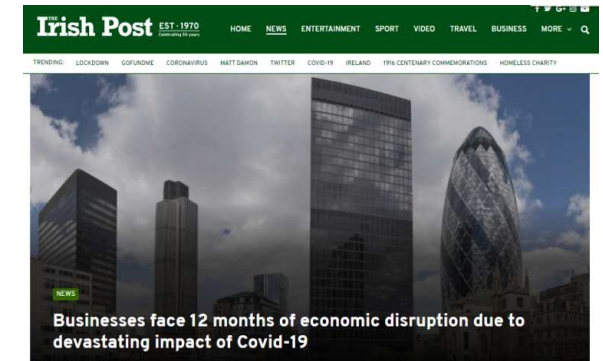 THE Irish Post EST - 1970
Celebrating 50 years
HOME NEWS ENTERTAINMENT SPORT VIDEO TRAVEL BUSINESS MORE
TRENDING: LOCKDOWN GOFUNDME CORONAVIRUS MATT DAMON TWITTER COVID-19 IRELAND 1916 CENTENARY COMMEMORATIONS HOMELESS CHARITY
NEWS
Businesses face 12 months of economic disruption due to
devastating impact of Covid-19